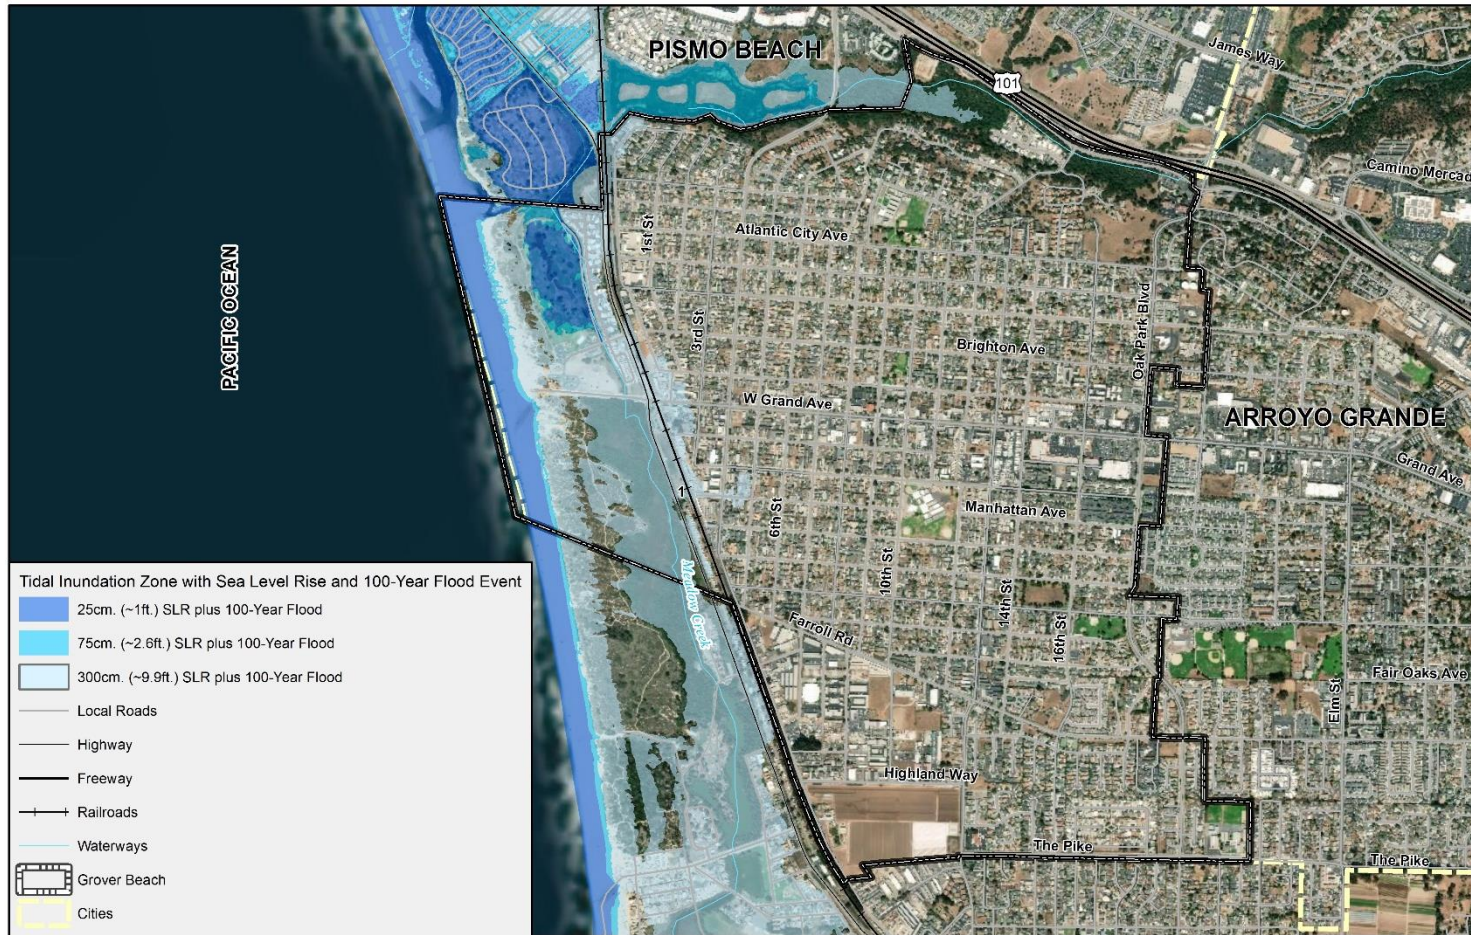 PISMO BEACH
James Way
101
Camino Mercad
1st St
Atlantic City Ave
PACIFIC OCEAN
Oak Park Blvd
3rd St
Brighton Ave
W Grand Ave
ARROYO GRANDE
Grand Ave
1
6th St
Manhattan Ave
10th St
Meadow Creek
14th St
16th St
Farroll Rd
Fair Oaks Ave
Elm St
Highland Way
The Pike
The Pike
Tidal Inundation Zone with Sea Level Rise and 100-Year Flood Event
25cm. (~1ft.) SLR plus 100-Year Flood
75cm. (~2.6ft.) SLR plus 100-Year Flood
300cm. (~9.9ft.) SLR plus 100-Year Flood
Local Roads
Highway
Freeway
Railroads
Waterways
Grover Beach
Cities